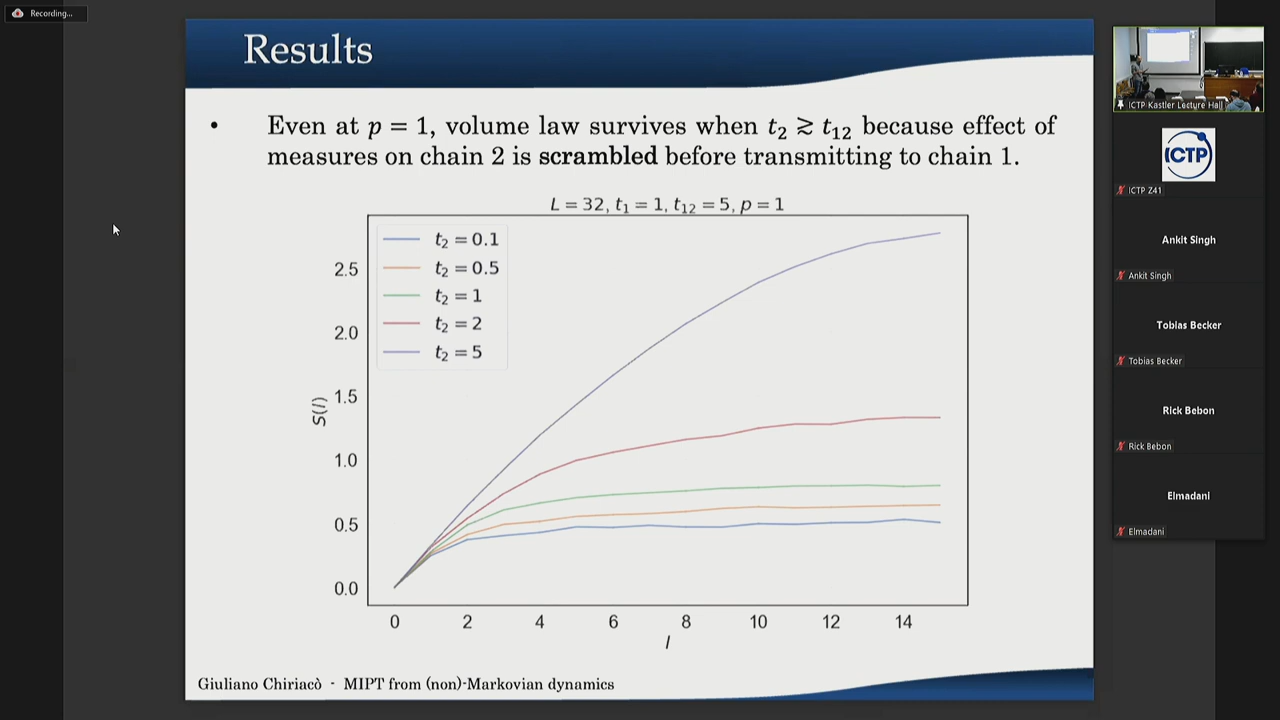 Recording...
Results
• Even at p = 1, volume law survives when t₂ ≳ t₁₂ because effect of
measures on chain 2 is scrambled before transmitting to chain 1.
L = 32, t₁ = 1, t₁₂ = 5, p = 1
t₂ = 0.1
t₂ = 0.5
t₂ = 1
t₂ = 2
t₂ = 5
2.5
2.0
1.5
1.0
0.5
0.0
S(l)
0 2 4 6 8 10 12 14
l
Giuliano Chiriacò - MIPT from (non)-Markovian dynamics
ICTP Kastler Lecture Hall
ICTP
ICTP Z41
Ankit Singh
Ankit Singh
Tobias Becker
Tobias Becker
Rick Bebon
Rick Bebon
Elmadani
Elmadani